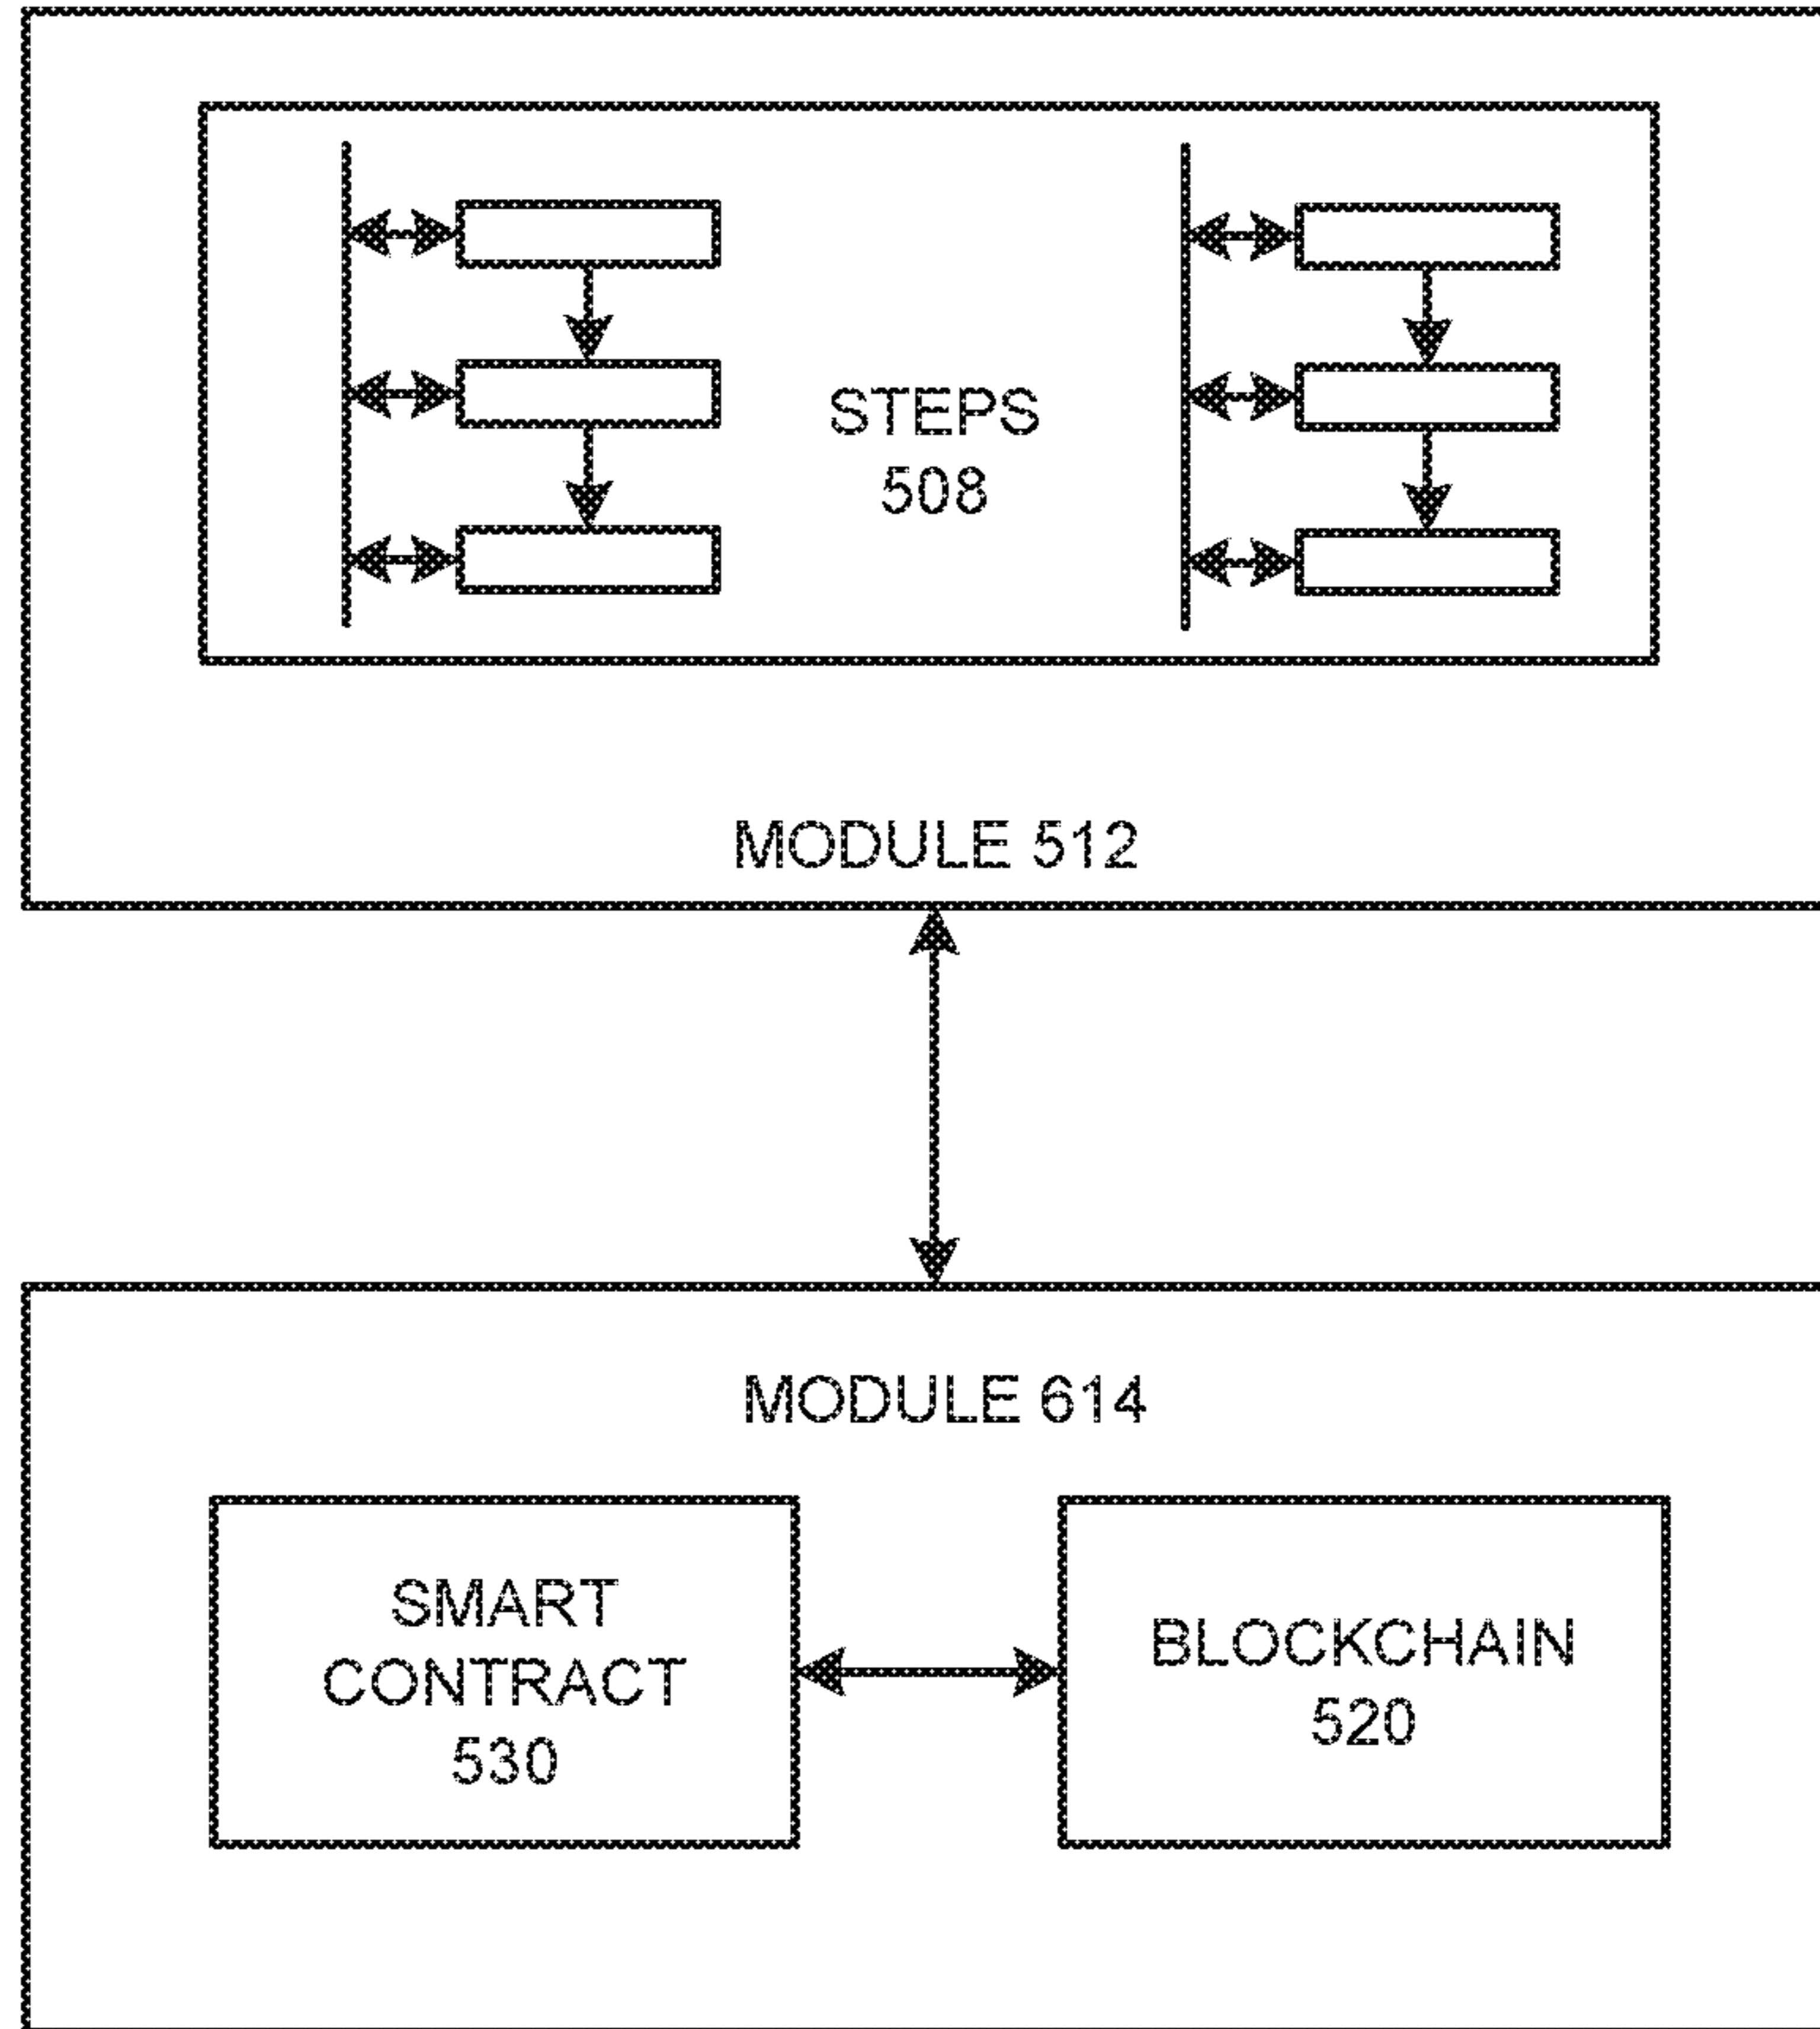 STEPS
508
MODULE 512
MODULE 614
SMART
CONTRACT
530
BLOCKCHAIN
520